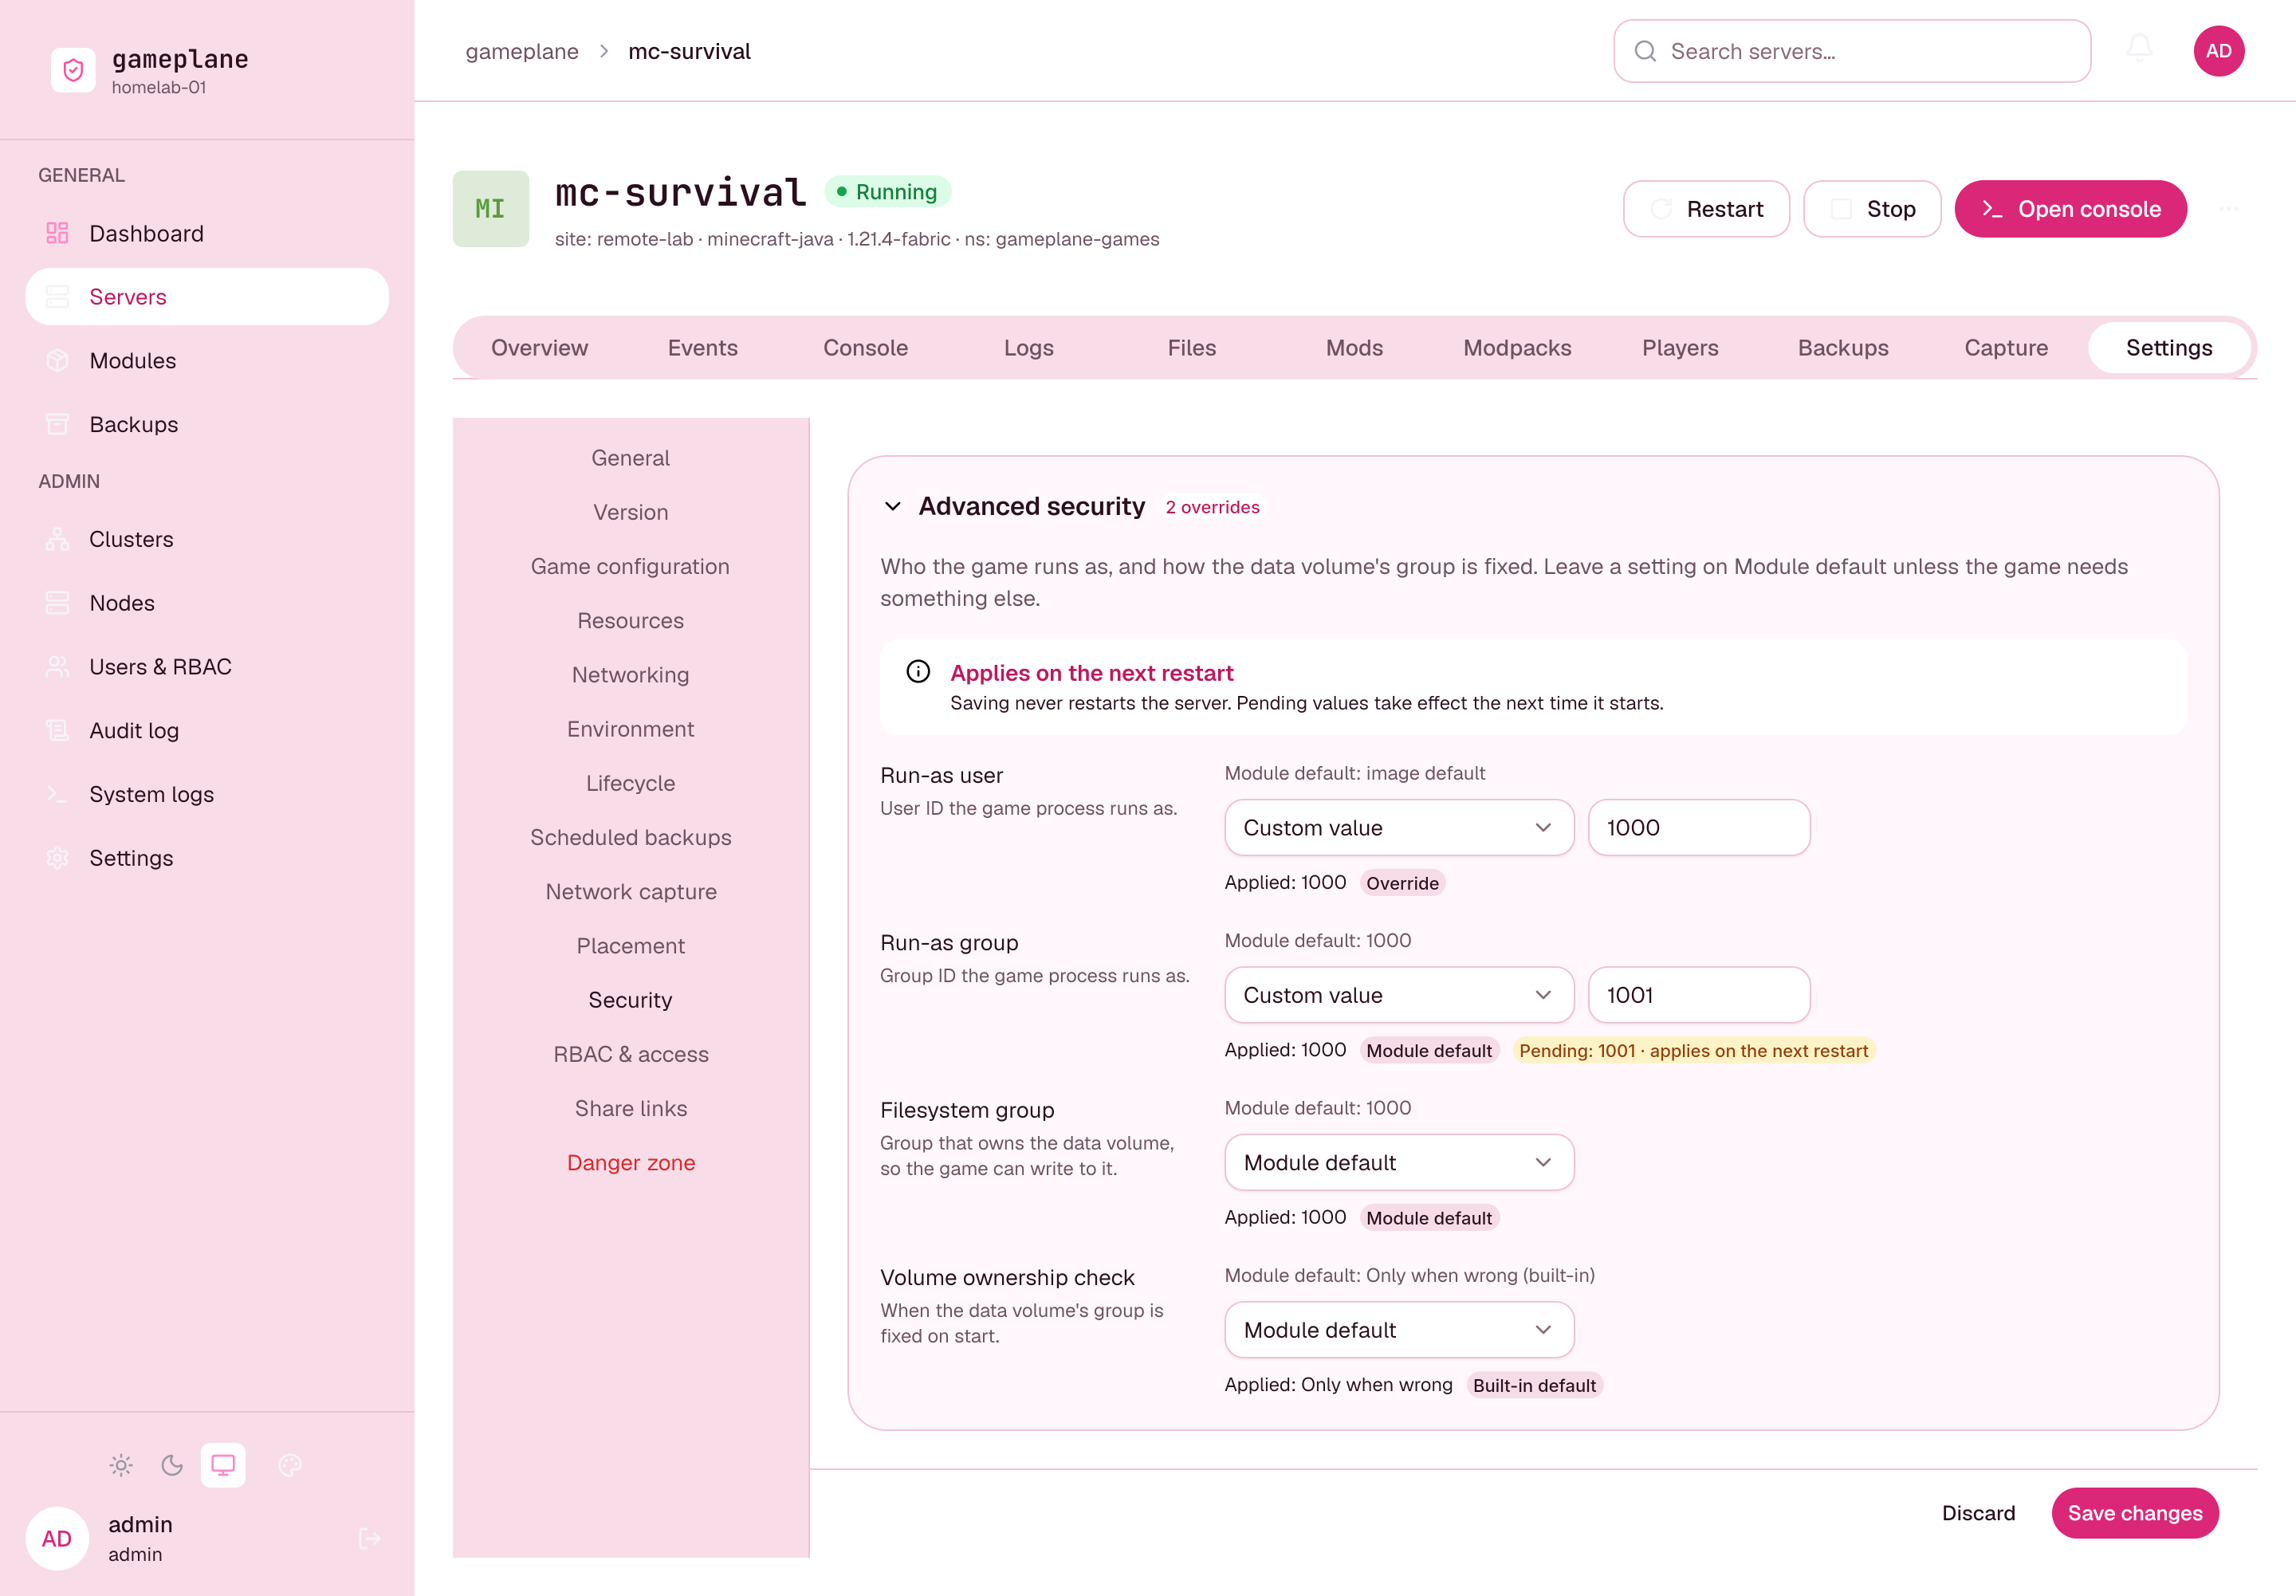 gameplane
homelab-01
GENERAL
Dashboard
Servers
Modules
Backups
ADMIN
Clusters
Nodes
Users & RBAC
Audit log
System logs
Settings
AD
admin
admin
gameplane > mc-survival
Search servers...
AD
MI
mc-survival
Running
site: remote-lab · minecraft-java · 1.21.4-fabric · ns: gameplane-games
Restart
Stop
Open console
Overview
Events
Console
Logs
Files
Mods
Modpacks
Players
Backups
Capture
Settings
General
Version
Game configuration
Resources
Networking
Environment
Lifecycle
Scheduled backups
Network capture
Placement
Security
RBAC & access
Share links
Danger zone
Advanced security 2 overrides
Who the game runs as, and how the data volume's group is fixed. Leave a setting on Module default unless the game needs
something else.
Applies on the next restart
Saving never restarts the server. Pending values take effect the next time it starts.
Run-as user
User ID the game process runs as.
Module default: image default
Custom value
1000
Applied: 1000 Override
Run-as group
Group ID the game process runs as.
Module default: 1000
Custom value
1001
Applied: 1000 Module default Pending: 1001 · applies on the next restart
Filesystem group
Group that owns the data volume,
so the game can write to it.
Module default: 1000
Module default
Applied: 1000 Module default
Volume ownership check
When the data volume's group is
fixed on start.
Module default: Only when wrong (built-in)
Module default
Applied: Only when wrong Built-in default
Discard
Save changes